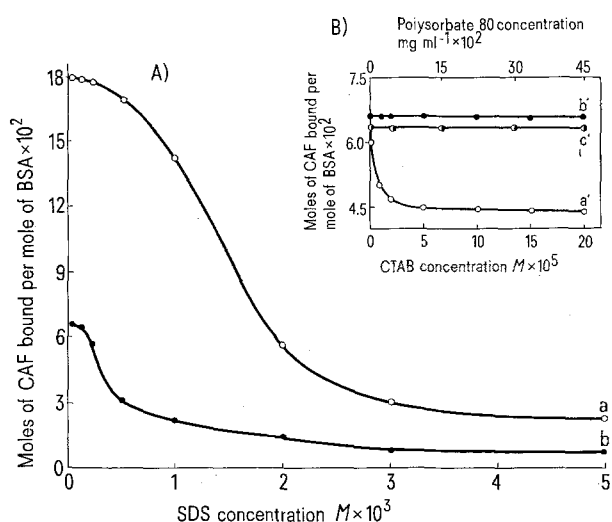 A)
Moles of CAF bound per mole of BSA×10²
18
15
12
9
6
3
0
0 1 2 3 4 5
SDS concentration M×10³
a
b
B)
Polysorbate 80 concentration
mg ml⁻¹×10²
0 15 30 45
Moles of CAF bound per
mole of BSA×10²
7.5
6.0
4.5
b'
c'
a'
0 5 10 15 20
CTAB concentration M×10⁵